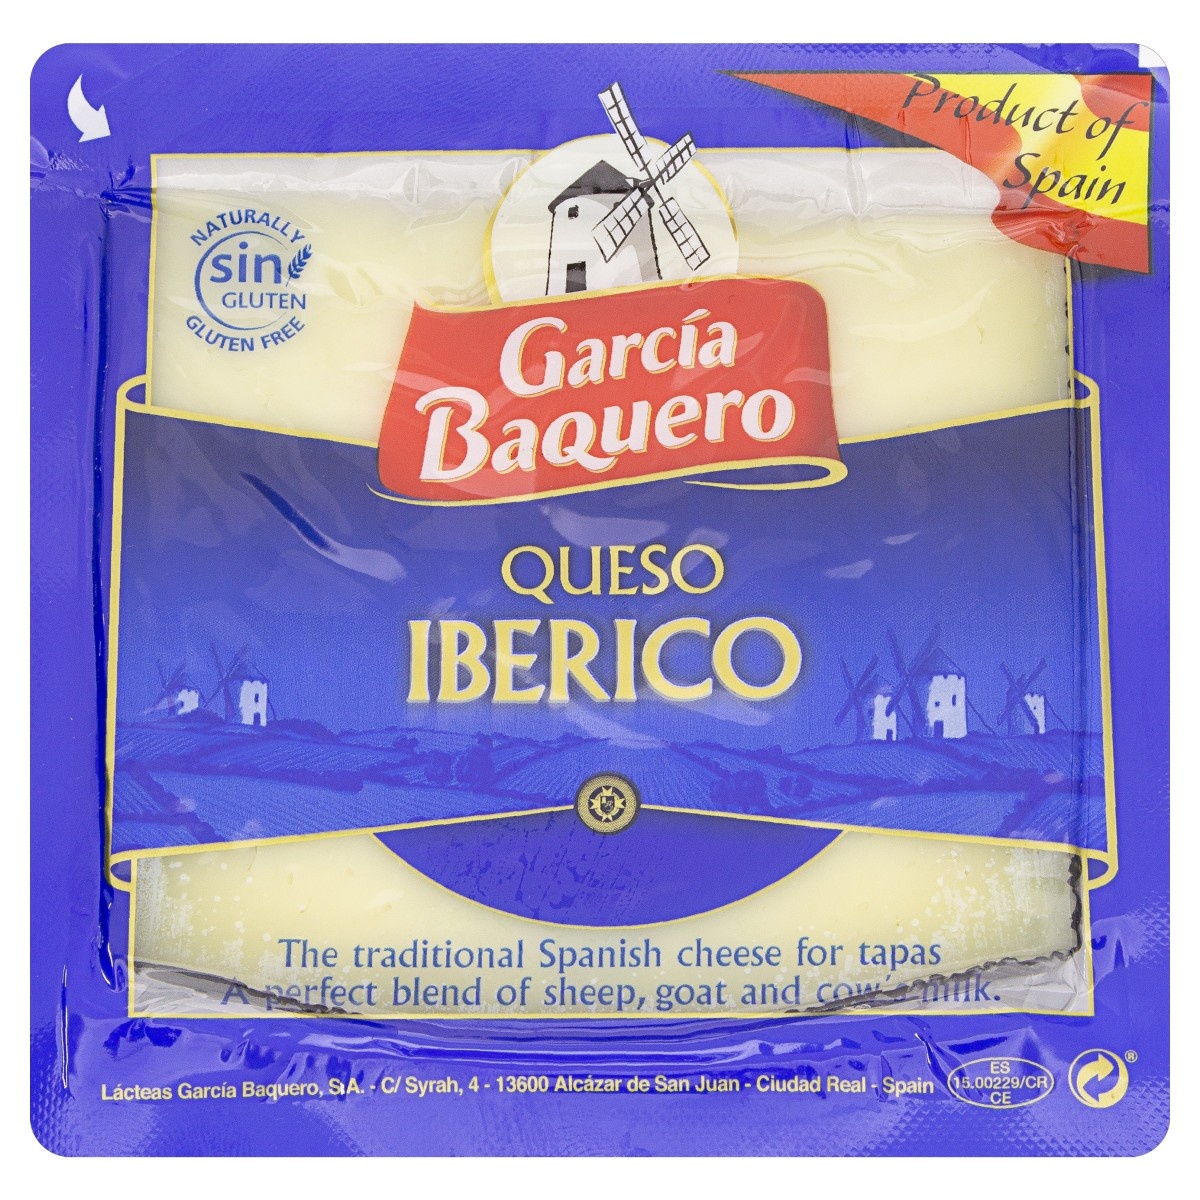 Product of
Spain
NATURALLY
sin
GLUTEN
GLUTEN FREE
García
Baquero
QUESO
IBERICO
The traditional Spanish cheese for tapas
A perfect blend of sheep, goat and cow's milk.
Lácteas García Baquero, S.A. - C/ Syrah, 4 - 13600 Alcázar de San Juan - Ciudad Real - Spain
ES
15.00229/CR
CE
®